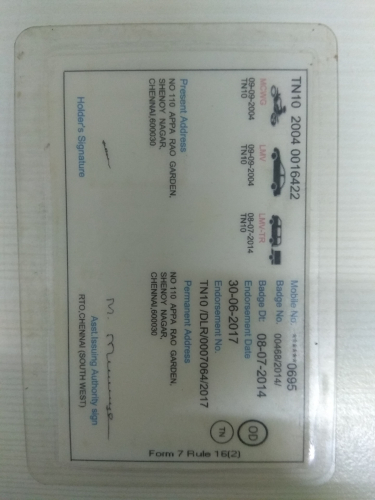 TN10 2004 0016422
MCWG
09-09-2004
TN10
LMV
09-09-2004
TN10
LMV-TR
08-07-2014
TN10
Mobile No. ******0695
Badge No. 00468/2014/
Badge Dt. 08-07-2014
Endorsement Date
30-06-2017
Endorsement No.
TN10 /DLR/0007064/2017
OD
TN
Present Address
NO 110 APPA RAO GARDEN,
SHENOY NAGAR,
CHENNAI,600030
Permanent Address
NO 110 APPA RAO GARDEN,
SHENOY NAGAR,
CHENNAI,600030
Holder's Signature
Asst.Issuing Authority sign
RTO,CHENNAI (SOUTH WEST)
Form 7 Rule 16(2)